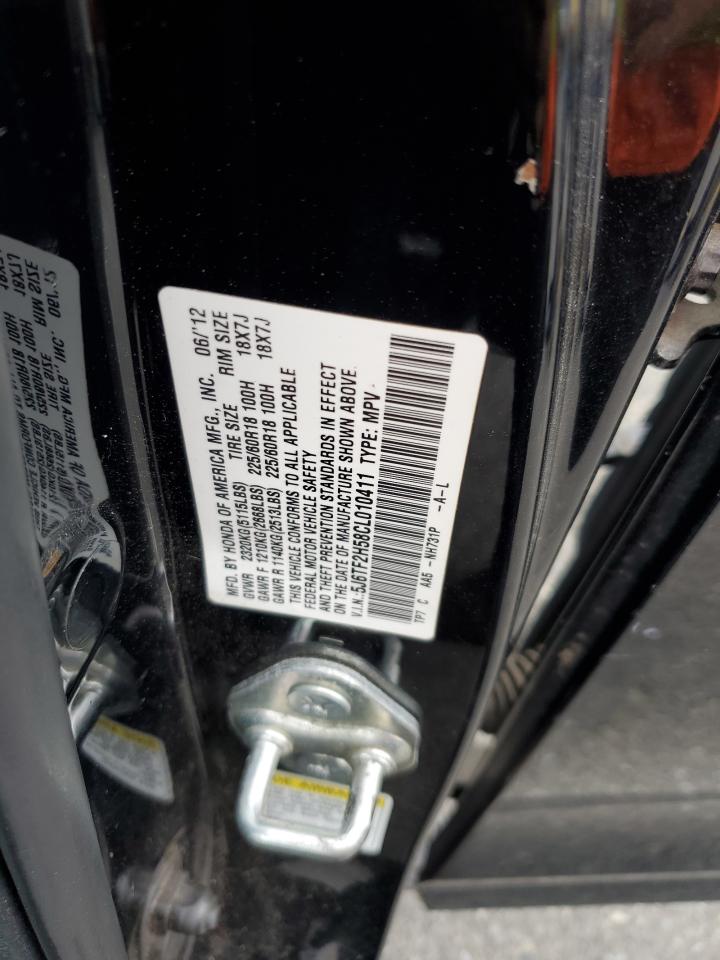 MFD. BY HONDA OF AMERICA MFG., INC. 06/'12
TIRE SIZE RIM SIZE
GVWR 2320KG(5115LBS) 225/60R18 100H 18X7J
GAWR F 1210KG(2668LBS) 225/60R18 100H 18X7J
GAWR R 1140KG(2513LBS)
THIS VEHICLE CONFORMS TO ALL APPLICABLE
FEDERAL MOTOR VEHICLE SAFETY
AND THEFT PREVENTION STANDARDS IN EFFECT
ON THE DATE OF MANUFACTURE SHOWN ABOVE.
V.I.N.:5J6TF2H58CL010411 TYPE: MPV
TP7 C AA5 -NH731P -A-L